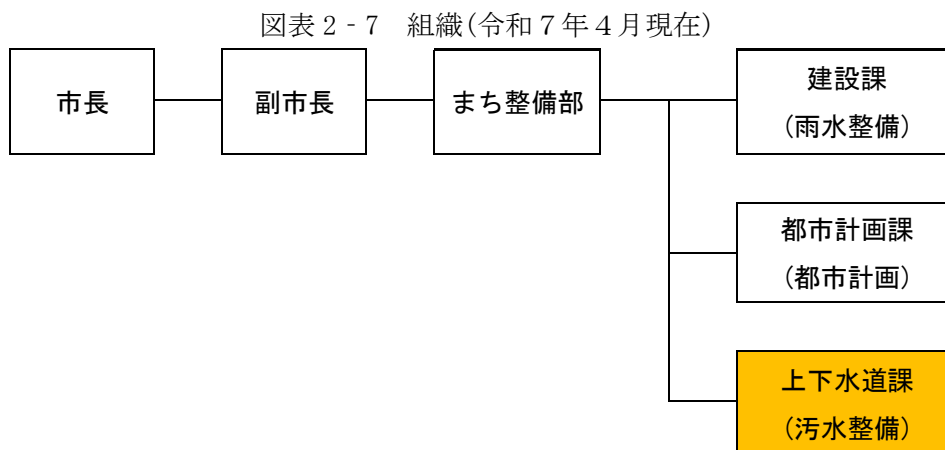 図表２‐７　組織（令和７年４月現在）
市長
副市長
まち整備部
建設課
（雨水整備）
都市計画課
（都市計画）
上下水道課
（汚水整備）